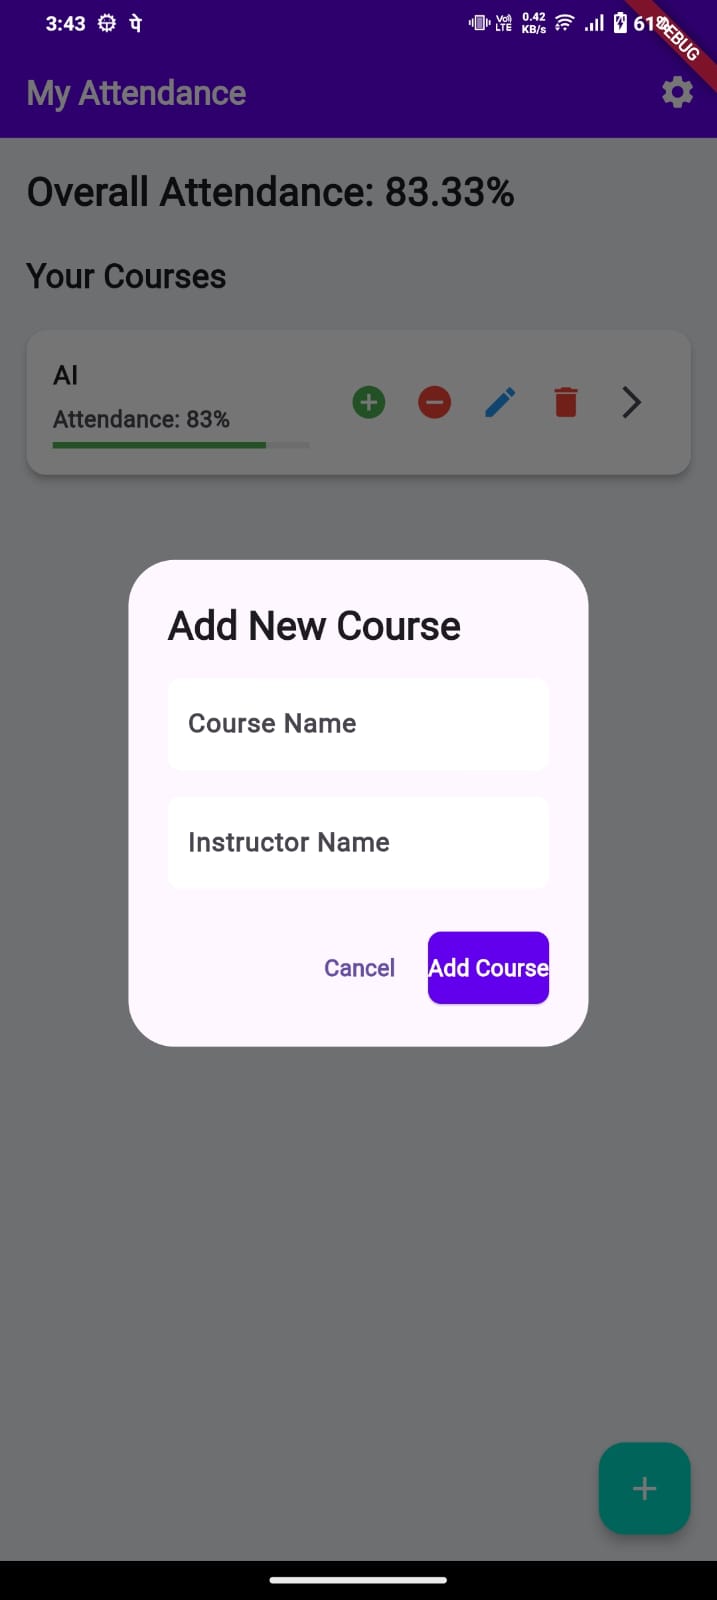 3:43 पे Vo) LTE 0.42 KB/s 61%
DEBUG
My Attendance
Overall Attendance: 83.33%
Your Courses
AI
Attendance: 83%
Add New Course
Course Name
Instructor Name
Cancel Add Course